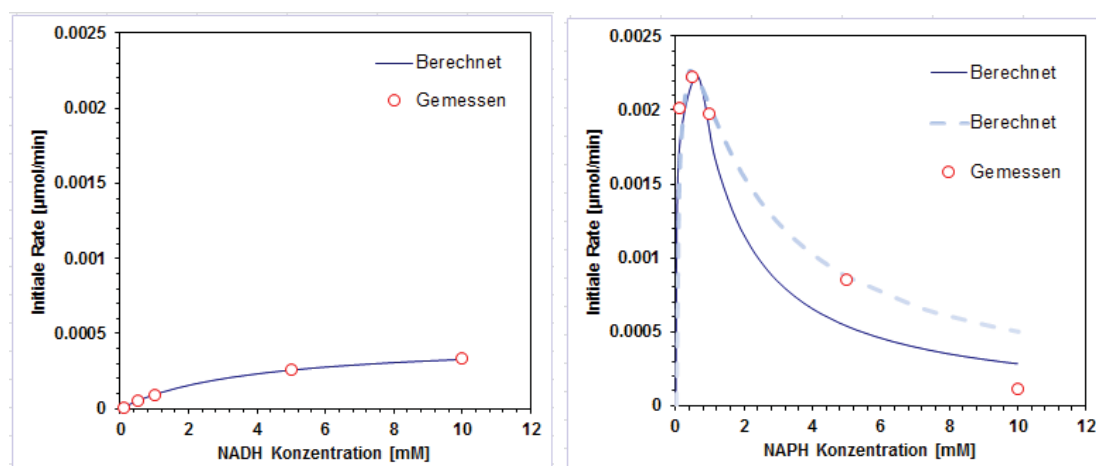 0.0025
0.002
0.0015
0.001
0.0005
0
Initiale Rate [µmol/min]
Berechnet
Gemessen
0 2 4 6 8 10 12
NADH Konzentration [mM]
0.0025
0.002
0.0015
0.001
0.0005
0
Initiale Rate [µmol/min]
Berechnet
Berechnet
Gemessen
0 2 4 6 8 10 12
NAPH Konzentration [mM]